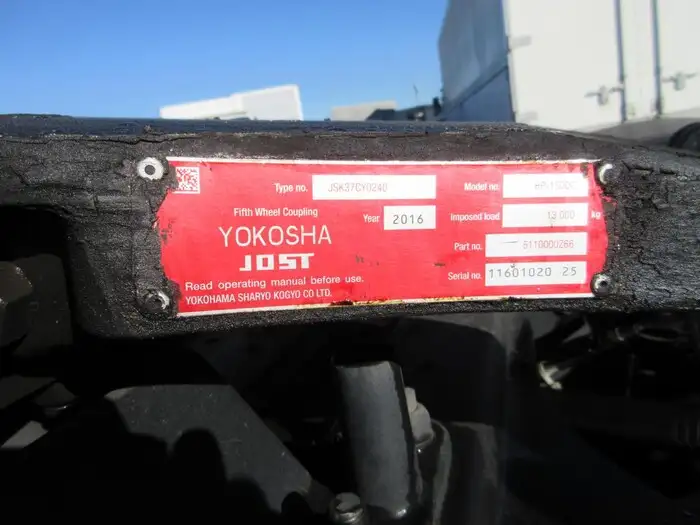 Type no. JSK37CY0240
Model no.
Fifth Wheel Coupling
Year 2016
Imposed load 13 000 kg
YOKOSHA
JOST
Part no. 5110000266
Serial no. 11601020 25
Read operating manual before use.
YOKOHAMA SHARYO KOGYO CO LTD.